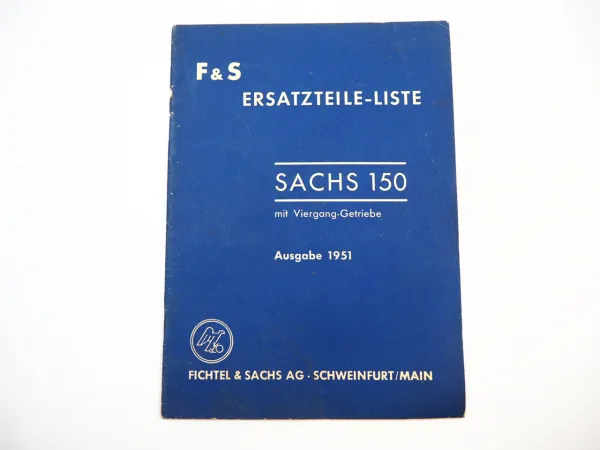 F & S
ERSATZTEILE-LISTE
SACHS 150
mit Viergang-Getriebe
Ausgabe 1951
FICHTEL & SACHS AG · SCHWEINFURT/MAIN